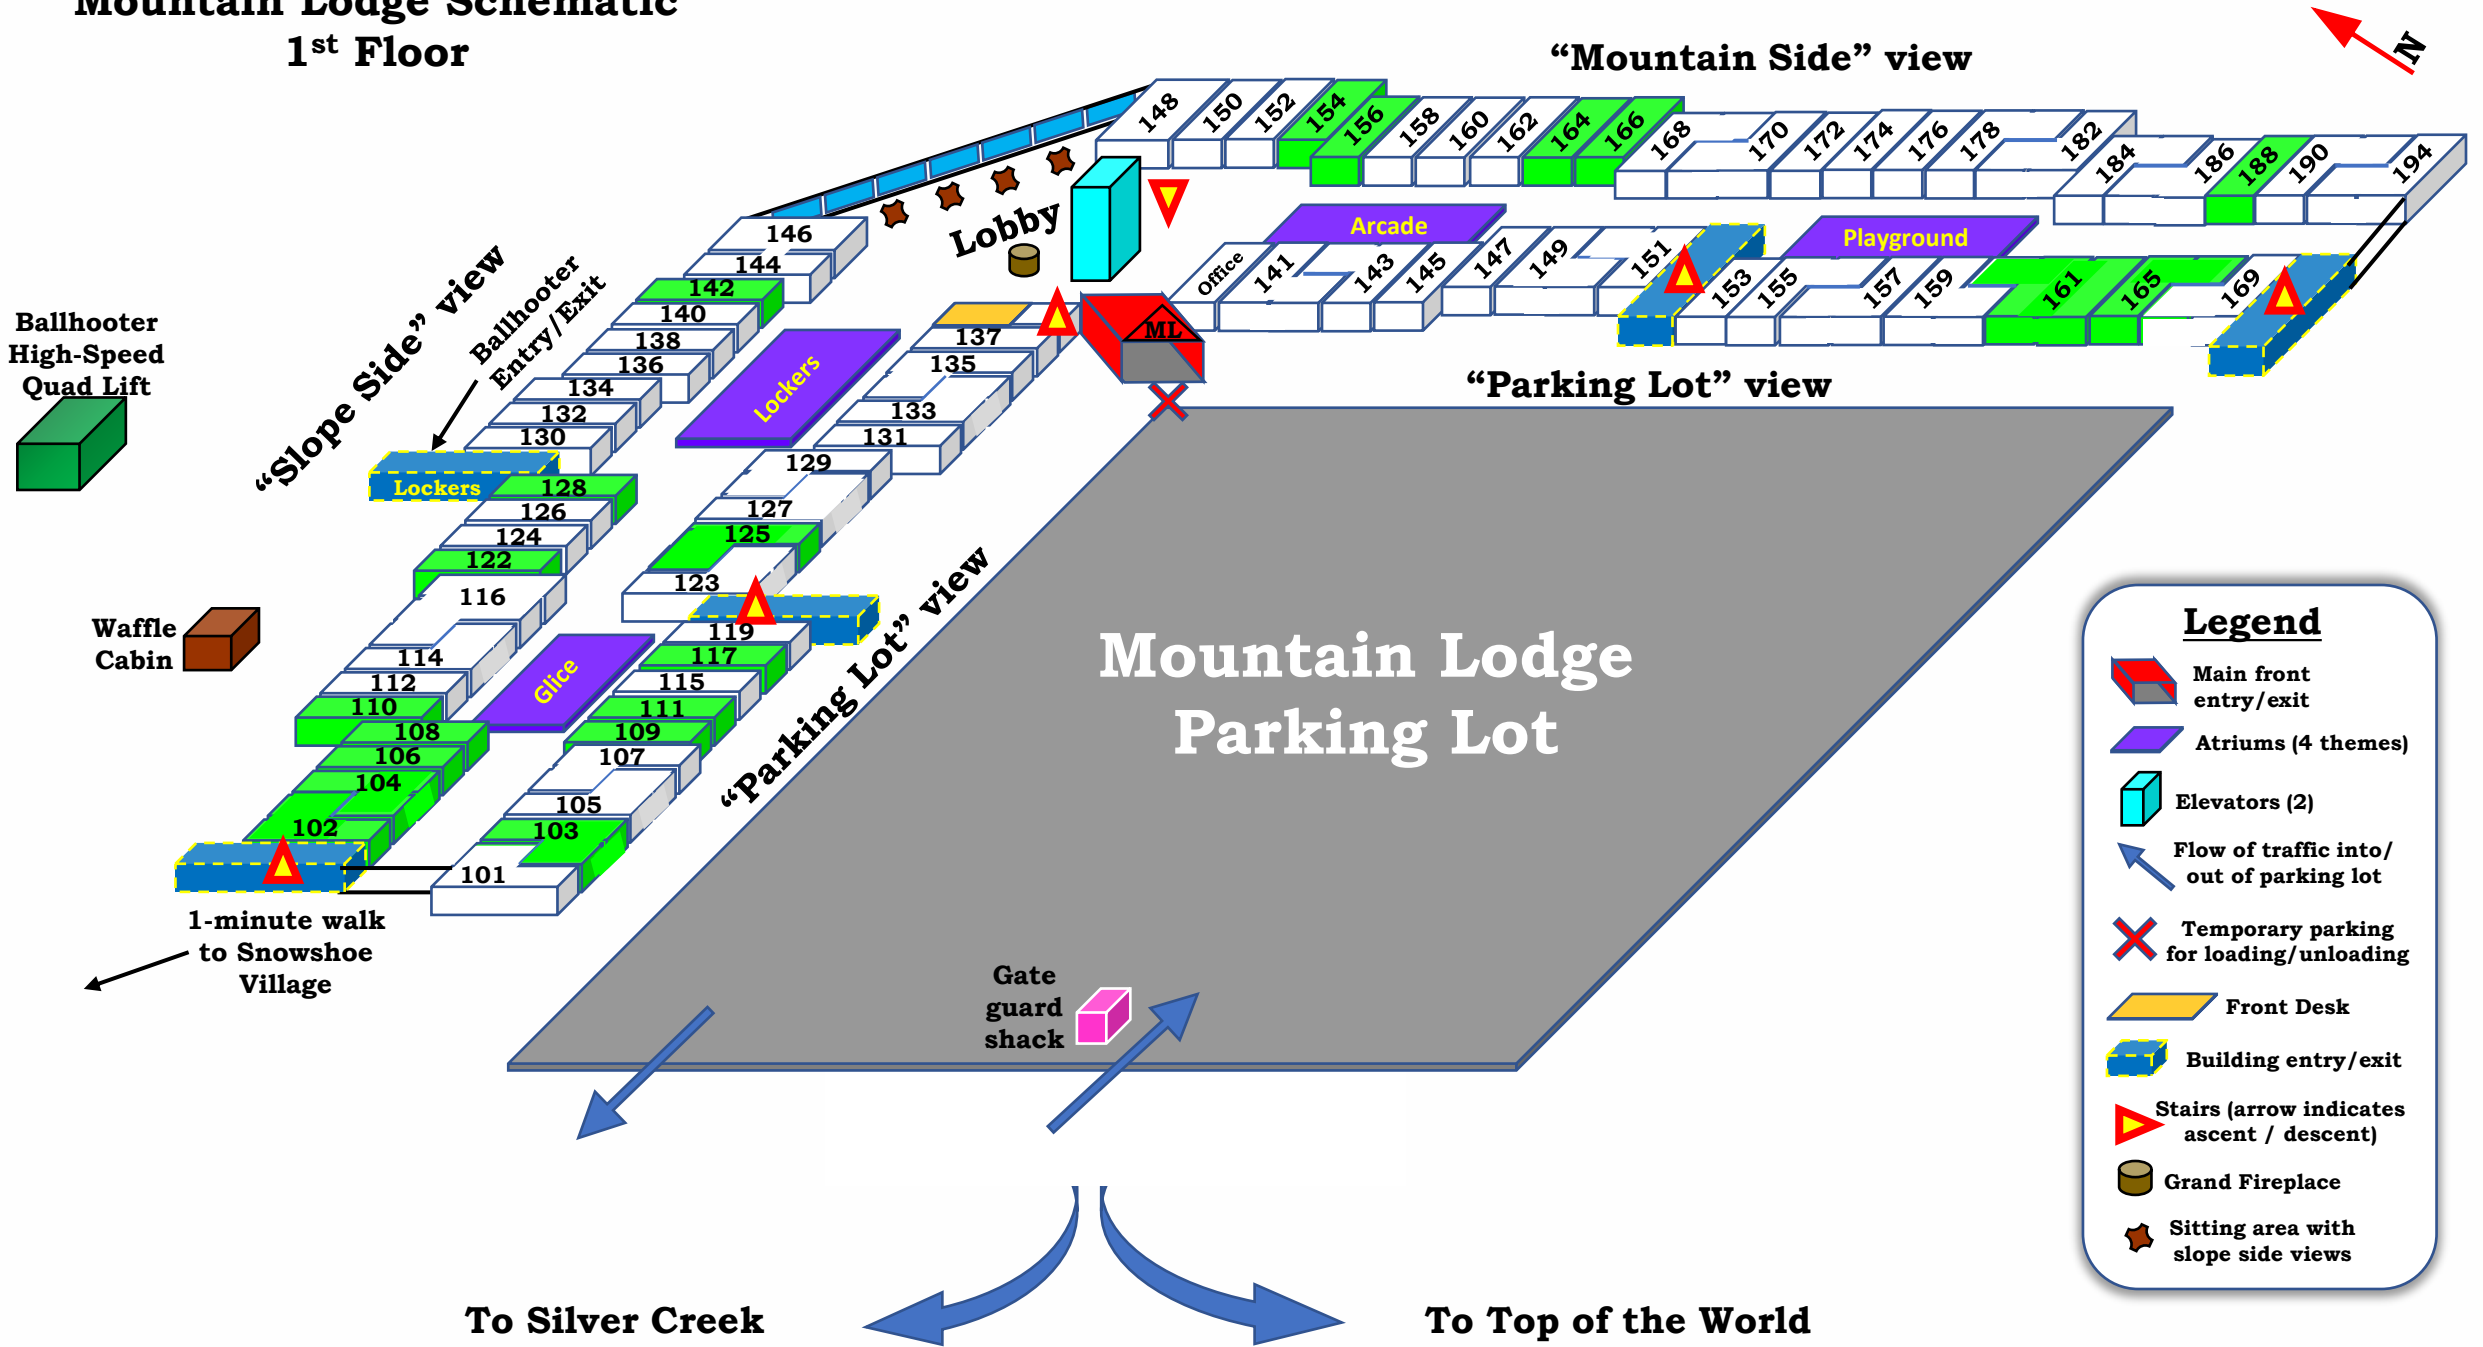 Mountain Lodge Schematic
1st Floor
“Mountain Side” view
N
148
150
152
154
156
158
160
162
164
166
168
170
172
174
176
178
182
184
186
188
190
194
Lobby
Arcade
Playground
Office
141
143
145
147
149
151
153
155
157
159
161
165
169
ML
“Parking Lot” view
“Slope Side” view
Ballhooter
Entry/Exit
Ballhooter
High-Speed
Quad Lift
146
144
142
140
138
136
134
132
130
Lockers
128
126
124
122
116
114
112
110
108
106
104
102
Lockers
137
135
133
131
129
127
125
123
119
117
115
111
109
107
105
103
101
Glice
“Parking Lot” view
Waffle
Cabin
1-minute walk
to Snowshoe
Village
Mountain Lodge
Parking Lot
Gate
guard
shack
To Silver Creek
To Top of the World
Legend
Main front
entry/exit
Atriums (4 themes)
Elevators (2)
Flow of traffic into/
out of parking lot
Temporary parking
for loading/unloading
Front Desk
Building entry/exit
Stairs (arrow indicates
ascent / descent)
Grand Fireplace
Sitting area with
slope side views